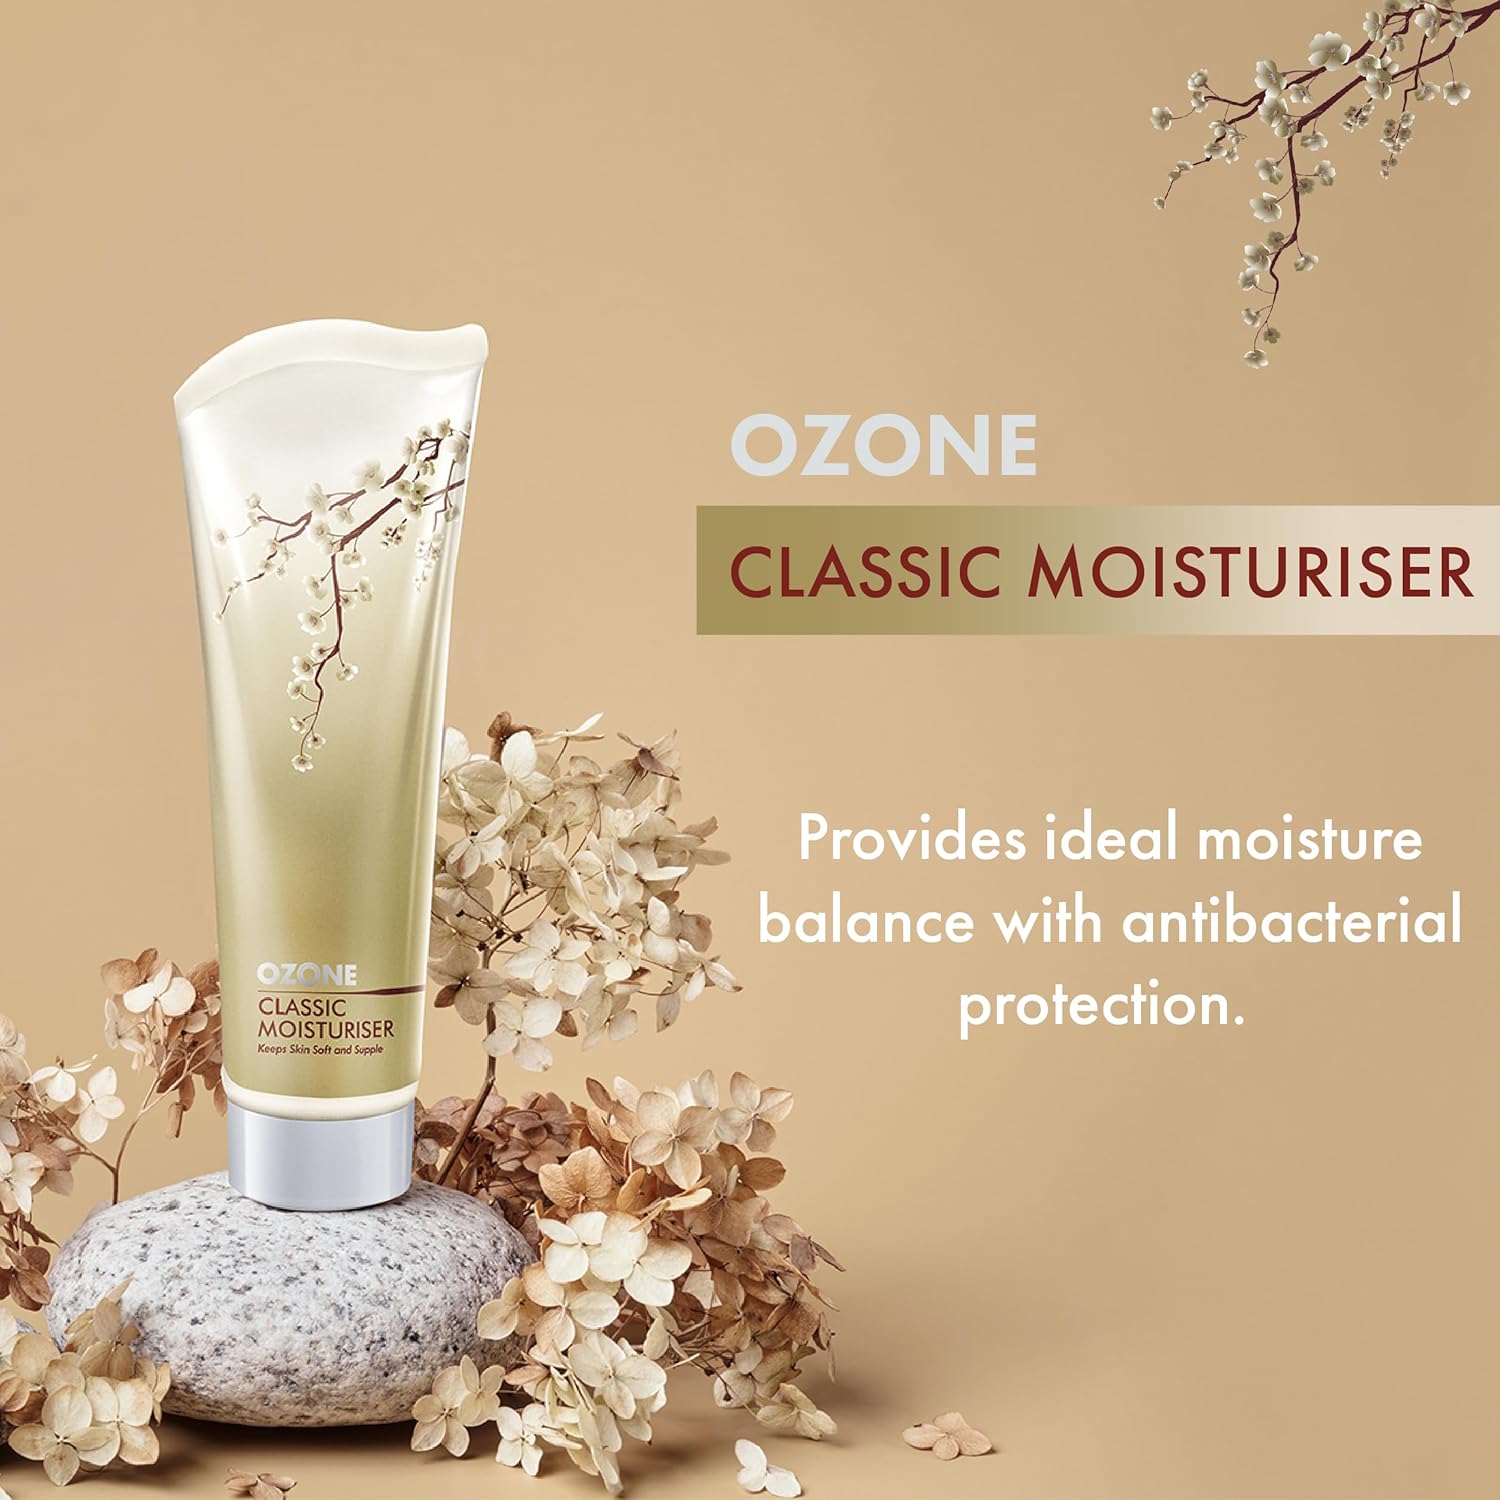 OZONE
CLASSIC MOISTURISER
Provides ideal moisture
balance with antibacterial
protection.
OZONE
CLASSIC
MOISTURISER
Keeps Skin Soft and Supple